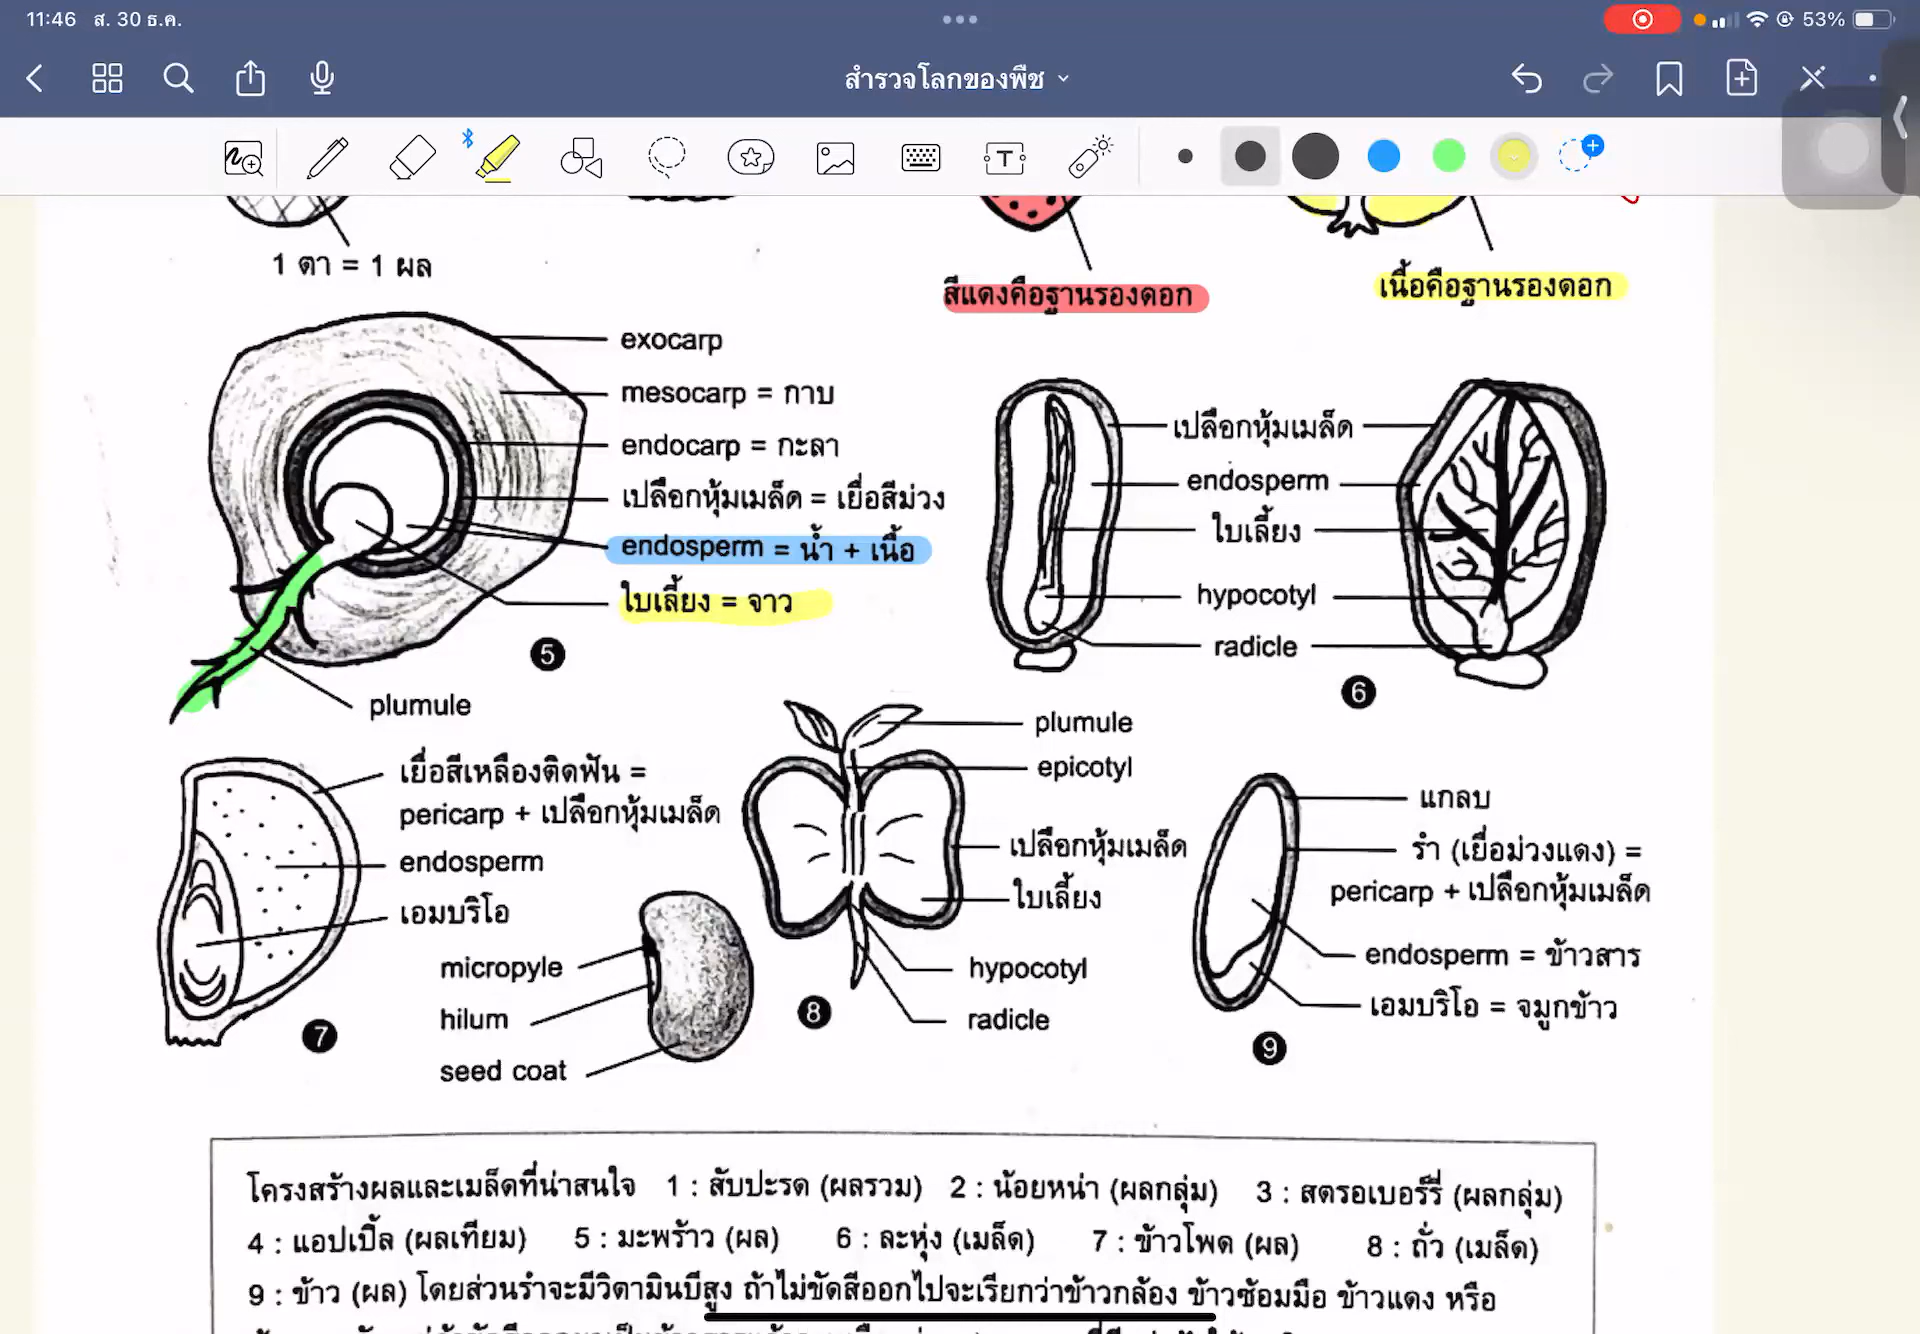 11:46 ส. 30 ธ.ค.
53%
สำรวจโลกของพืช
1 ตา = 1 ผล
สีแดงคือฐานรองดอก
เนื้อคือฐานรองดอก
exocarp
mesocarp = กาบ
endocarp = กะลา
เปลือกหุ้มเมล็ด = เยื่อสีม่วง
endosperm = น้ำ + เนื้อ
ใบเลี้ยง = จาว
5
plumule
เปลือกหุ้มเมล็ด
endosperm
ใบเลี้ยง
hypocotyl
radicle
6
เยื่อสีเหลืองติดฟัน =
pericarp + เปลือกหุ้มเมล็ด
endosperm
เอมบริโอ
7
micropyle
hilum
seed coat
plumule
epicotyl
เปลือกหุ้มเมล็ด
ใบเลี้ยง
hypocotyl
radicle
8
แกลบ
รำ (เยื่อม่วงแดง) =
pericarp + เปลือกหุ้มเมล็ด
endosperm = ข้าวสาร
เอมบริโอ = จมูกข้าว
9
โครงสร้างผลและเมล็ดที่น่าสนใจ 1 : สับปะรด (ผลรวม) 2 : น้อยหน่า (ผลกลุ่ม) 3 : สตรอเบอร์รี่ (ผลกลุ่ม)
4 : แอปเปิ้ล (ผลเทียม) 5 : มะพร้าว (ผล) 6 : ละหุ่ง (เมล็ด) 7 : ข้าวโพด (ผล) 8 : ถั่ว (เมล็ด)
9 : ข้าว (ผล) โดยส่วนรำจะมีวิตามินบีสูง ถ้าไม่ขัดสีออกไปจะเรียกว่าข้าวกล้อง ข้าวซ้อมมือ ข้าวแดง หรือ